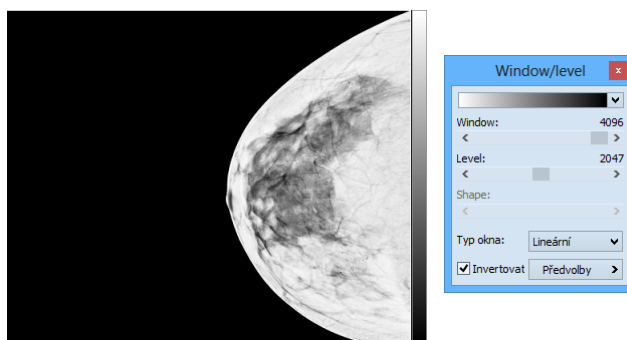 Window/level
x
Window: 4096
Level: 2047
Shape:
Typ okna: Lineární
Invertovat Předvolby